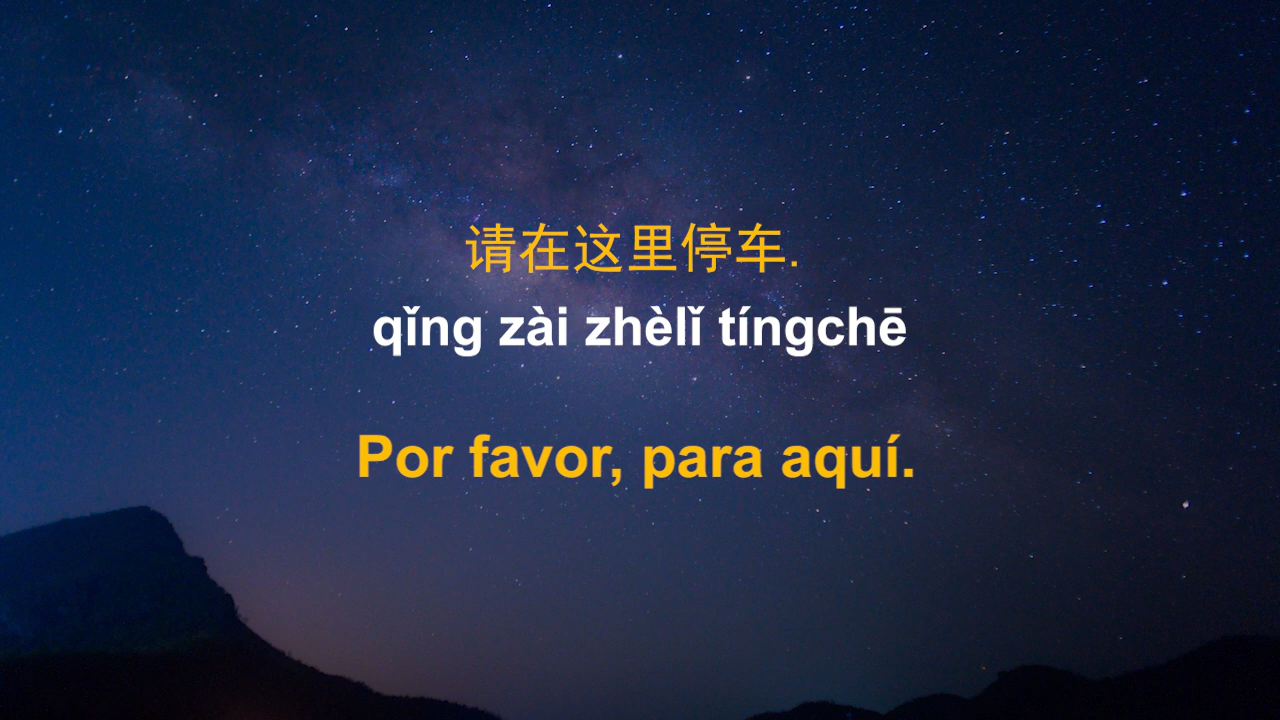 请在这里停车.
qǐng zài zhèlǐ tíngchē
Por favor, para aquí.